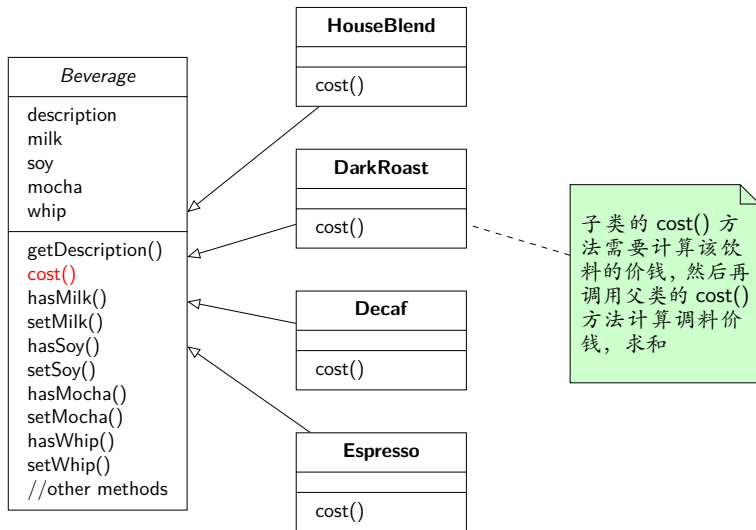 Beverage
description
milk
soy
mocha
whip
getDescription()
cost()
hasMilk()
setMilk()
hasSoy()
setSoy()
hasMocha()
setMocha()
hasWhip()
setWhip()
//other methods
HouseBlend
cost()
DarkRoast
cost()
Decaf
cost()
Espresso
cost()
子类的 cost() 方
法需要计算该饮
料的价钱，然后再
调用父类的 cost()
方法计算调料价
钱，求和